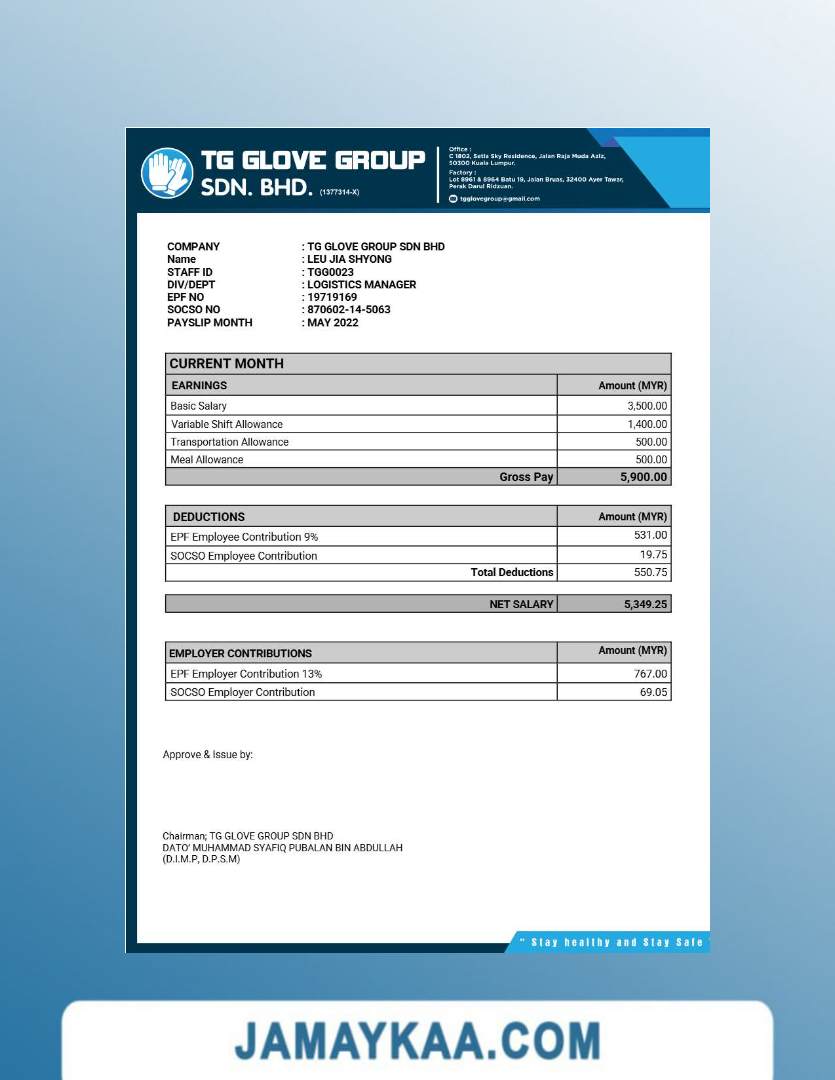 TG GLOVE GROUP
SDN. BHD. (1377314-X)
Office :
C 1802, Setia Sky Residence, Jalan Raja Muda Aziz,
50300 Kuala Lumpur.
Factory :
Lot 8961 & 8964 Batu 19, Jalan Bruas, 32400 Ayer Tawar,
Perak Darul Ridzuan.
tgglovegroup@gmail.com
COMPANY : TG GLOVE GROUP SDN BHD
Name : LEU JIA SHYONG
STAFF ID : TGG0023
DIV/DEPT : LOGISTICS MANAGER
EPF NO : 19719169
SOCSO NO : 870602-14-5063
PAYSLIP MONTH : MAY 2022
CURRENT MONTH
EARNINGS Amount (MYR)
Basic Salary 3,500.00
Variable Shift Allowance 1,400.00
Transportation Allowance 500.00
Meal Allowance 500.00
Gross Pay 5,900.00
DEDUCTIONS Amount (MYR)
EPF Employee Contribution 9% 531.00
SOCSO Employee Contribution 19.75
Total Deductions 550.75
NET SALARY 5,349.25
EMPLOYER CONTRIBUTIONS Amount (MYR)
EPF Employer Contribution 13% 767.00
SOCSO Employer Contribution 69.05
Approve & Issue by:
Chairman; TG GLOVE GROUP SDN BHD
DATO' MUHAMMAD SYAFIQ PUBALAN BIN ABDULLAH
(D.I.M.P, D.P.S.M)
" Stay healthy and Stay Safe
JAMAYKAA.COM